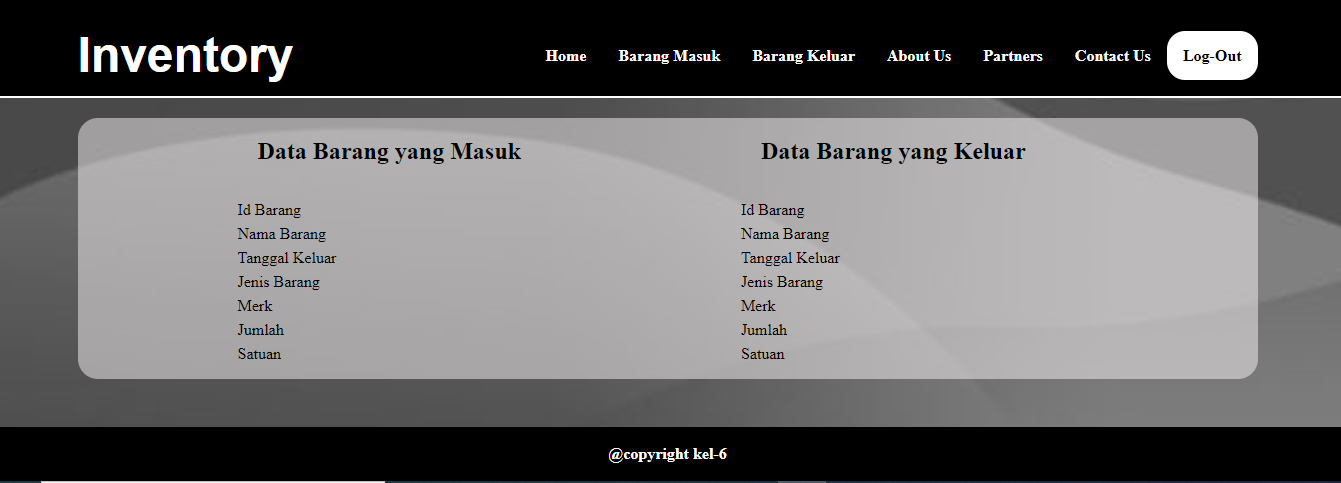 Inventory
Home Barang Masuk Barang Keluar About Us Partners Contact Us Log-Out
Data Barang yang Masuk
Id Barang
Nama Barang
Tanggal Keluar
Jenis Barang
Merk
Jumlah
Satuan
Data Barang yang Keluar
Id Barang
Nama Barang
Tanggal Keluar
Jenis Barang
Merk
Jumlah
Satuan
@copyright kel-6